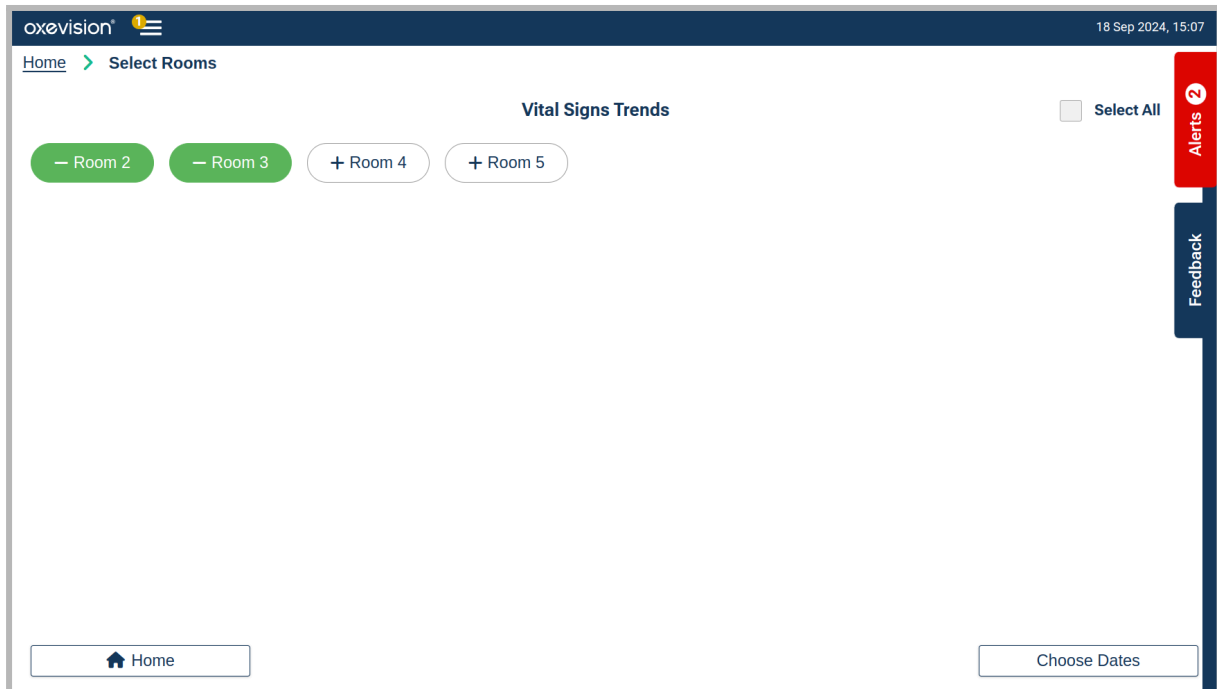 oxevision® 1 18 Sep 2024, 15:07
Home > Select Rooms
Vital Signs Trends
Select All
− Room 2 − Room 3 + Room 4 + Room 5
Alerts 2
Feedback
Home Choose Dates